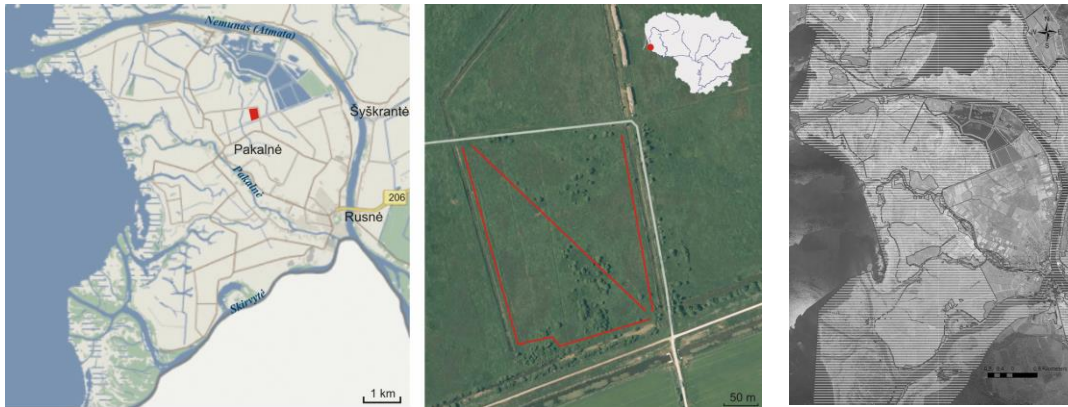 Nemunas (Atmata)
Šyškrantė
Pakalnė
Pakalnė
206
Rusnė
Skirvytė
1 km
50 m
N
S